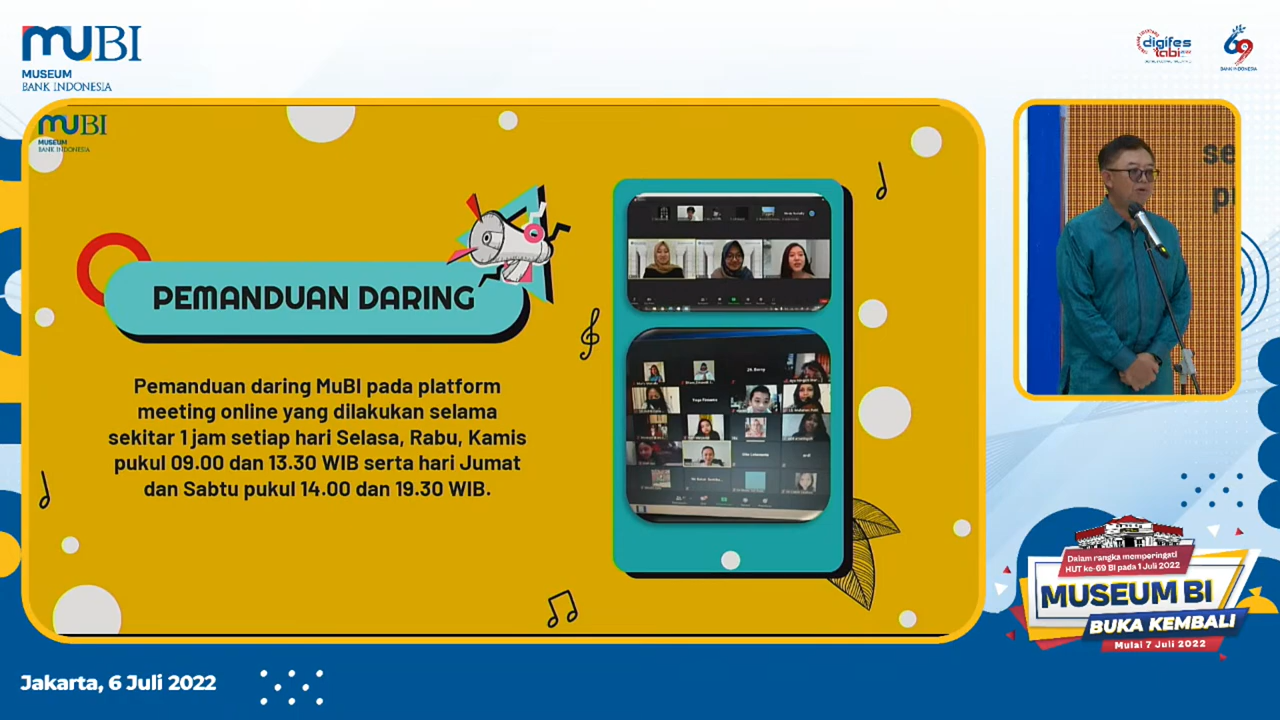 muBI
MUSEUM
BANK INDONESIA
digifes
tabi
69
BANK INDONESIA
muBI
MUSEUM
BANK INDONESIA
PEMANDUAN DARING
Pemanduan daring MuBI pada platform
meeting online yang dilakukan selama
sekitar 1 jam setiap hari Selasa, Rabu, Kamis
pukul 09.00 dan 13.30 WIB serta hari Jumat
dan Sabtu pukul 14.00 dan 19.30 WIB.
se
p
Dalam rangka memperingati
HUT ke-69 BI pada 1 Juli 2022
MUSEUM BI
BUKA KEMBALI
Mulai 7 Juli 2022
Jakarta, 6 Juli 2022